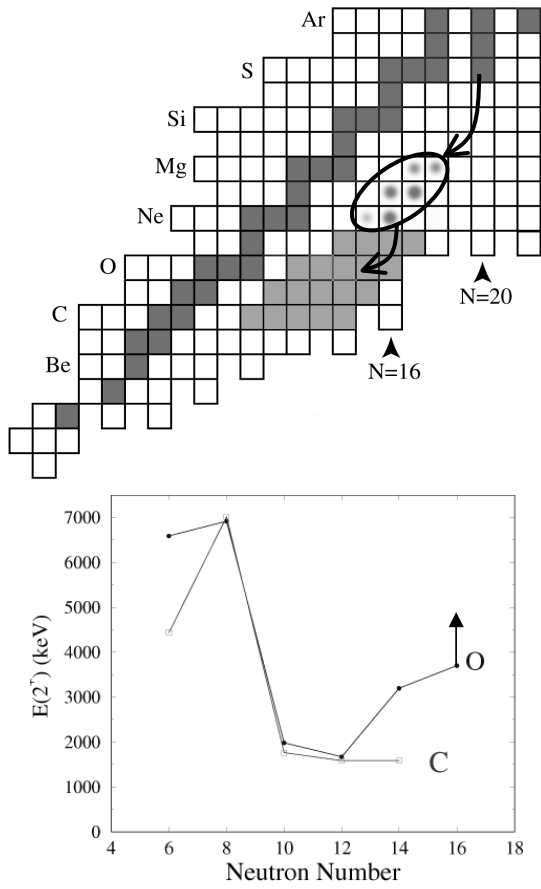 Ar
S
Si
Mg
Ne
O
C
Be
N=20
N=16
7000
6000
5000
4000
3000
2000
1000
0
E(2⁺) (keV)
O
C
4 6 8 10 12 14 16 18
Neutron Number